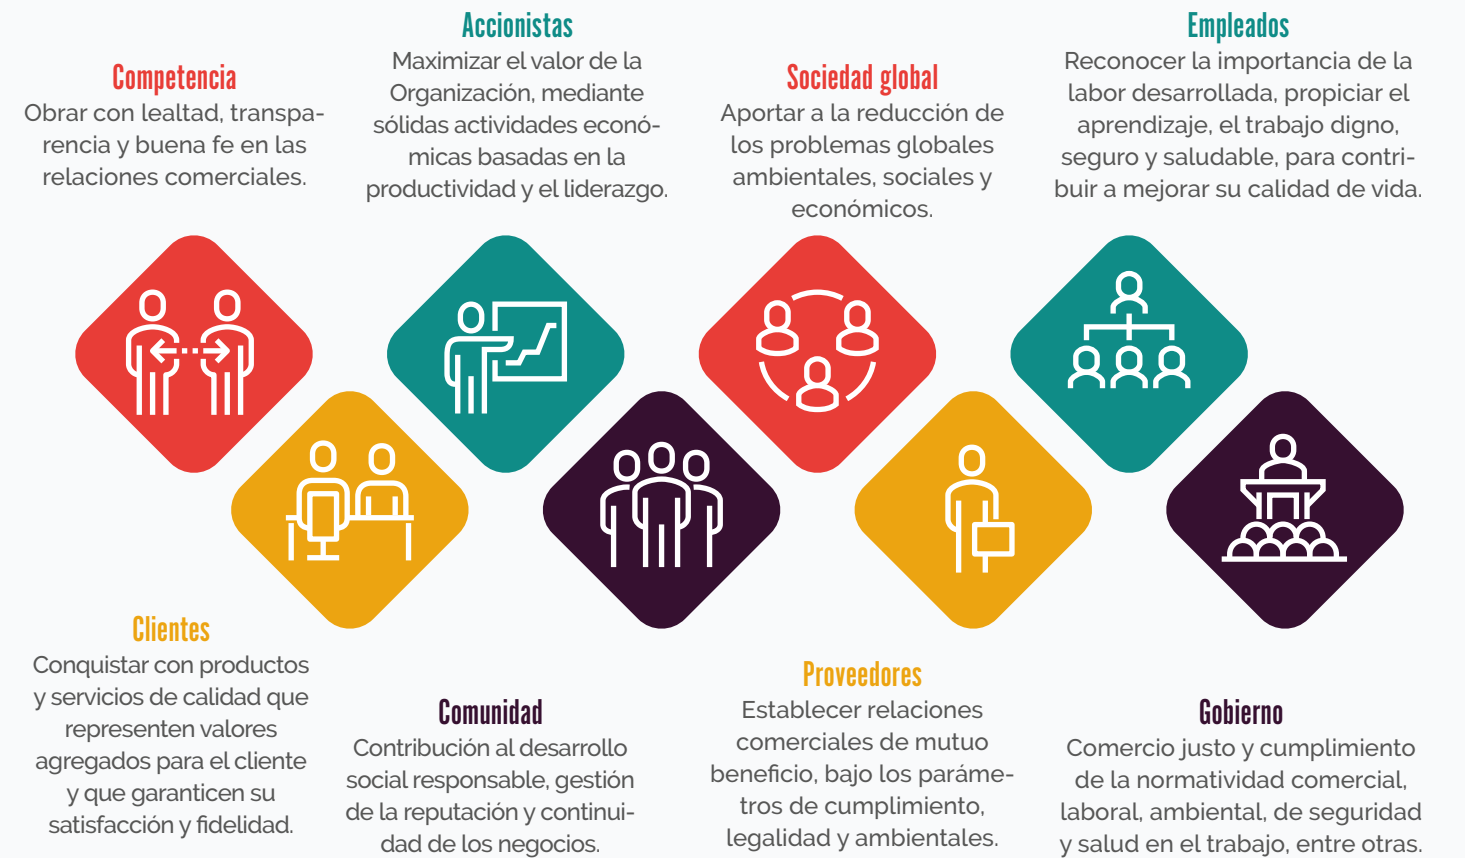 Competencia
Obrar con lealtad, transpa-
rencia y buena fe en las
relaciones comerciales.
Accionistas
Maximizar el valor de la
Organización, mediante
sólidas actividades econó-
micas basadas en la
productividad y el liderazgo.
Sociedad global
Aportar a la reducción de
los problemas globales
ambientales, sociales y
económicos.
Empleados
Reconocer la importancia de la
labor desarrollada, propiciar el
aprendizaje, el trabajo digno,
seguro y saludable, para contri-
buir a mejorar su calidad de vida.
Clientes
Conquistar con productos
y servicios de calidad que
representen valores
agregados para el cliente
y que garanticen su
satisfacción y fidelidad.
Comunidad
Contribución al desarrollo
social responsable, gestión
de la reputación y continui-
dad de los negocios.
Proveedores
Establecer relaciones
comerciales de mutuo
beneficio, bajo los paráme-
tros de cumplimiento,
legalidad y ambientales.
Gobierno
Comercio justo y cumplimiento
de la normatividad comercial,
laboral, ambiental, de seguridad
y salud en el trabajo, entre otras.